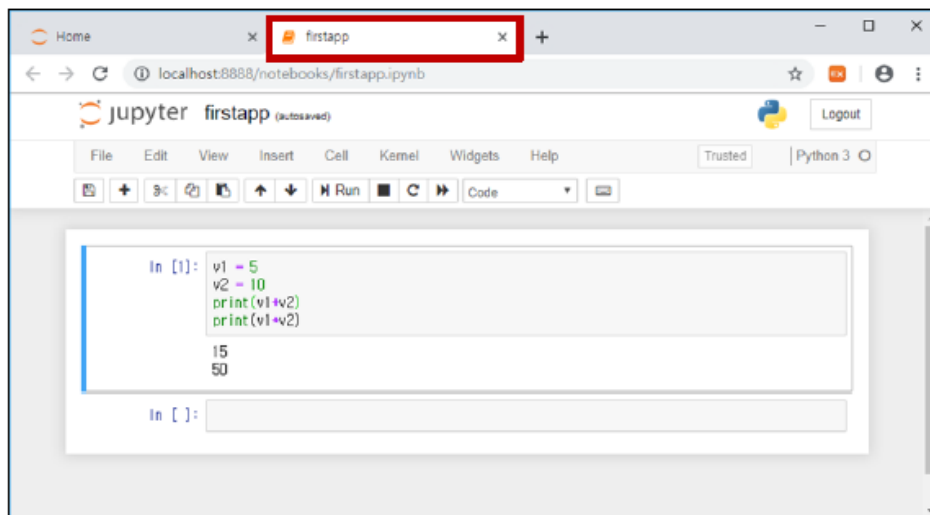 Home
firstapp
localhost:8888/notebooks/firstapp.ipynb
jupyter firstapp (autosaved)
Logout
File Edit View Insert Cell Kernel Widgets Help
Trusted
Python 3
Run
Code
In [1]: v1 = 5
v2 = 10
print(v1+v2)
print(v1*v2)
15
50
In [ ]: